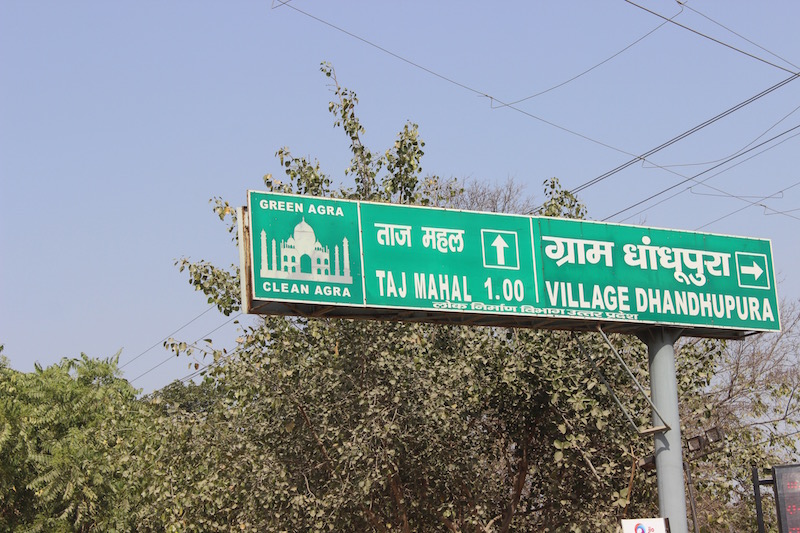 GREEN AGRA
CLEAN AGRA
ताज महल
TAJ MAHAL 1.00
ग्राम धांधूपुरा
VILLAGE DHANDHUPURA
लोक निर्माण विभाग उत्तर प्रदेश